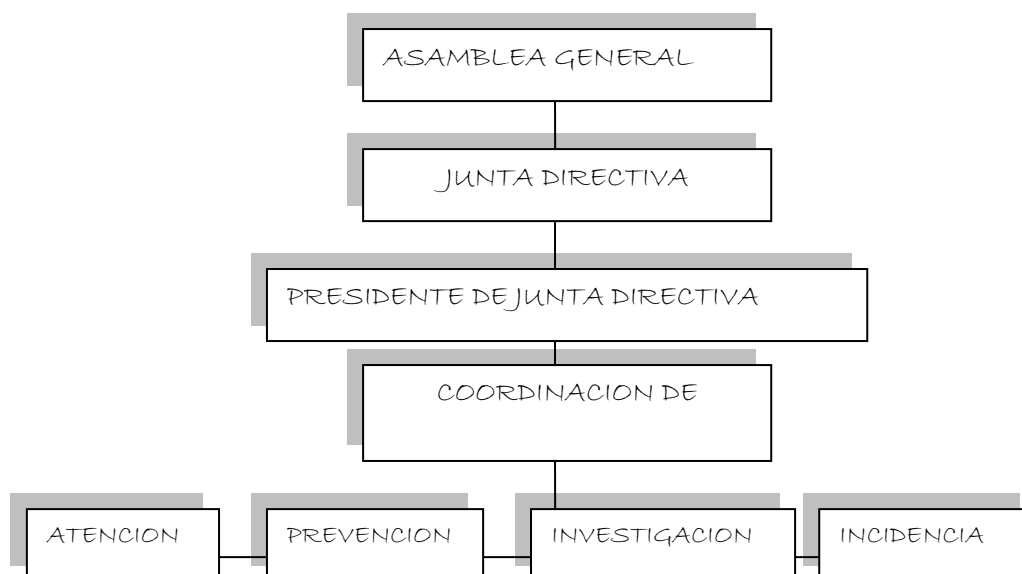 ASAMBLEA GENERAL
JUNTA DIRECTIVA
PRESIDENTE DE JUNTA DIRECTIVA
COORDINACION DE
ATENCION
PREVENCION
INVESTIGACION
INCIDENCIA